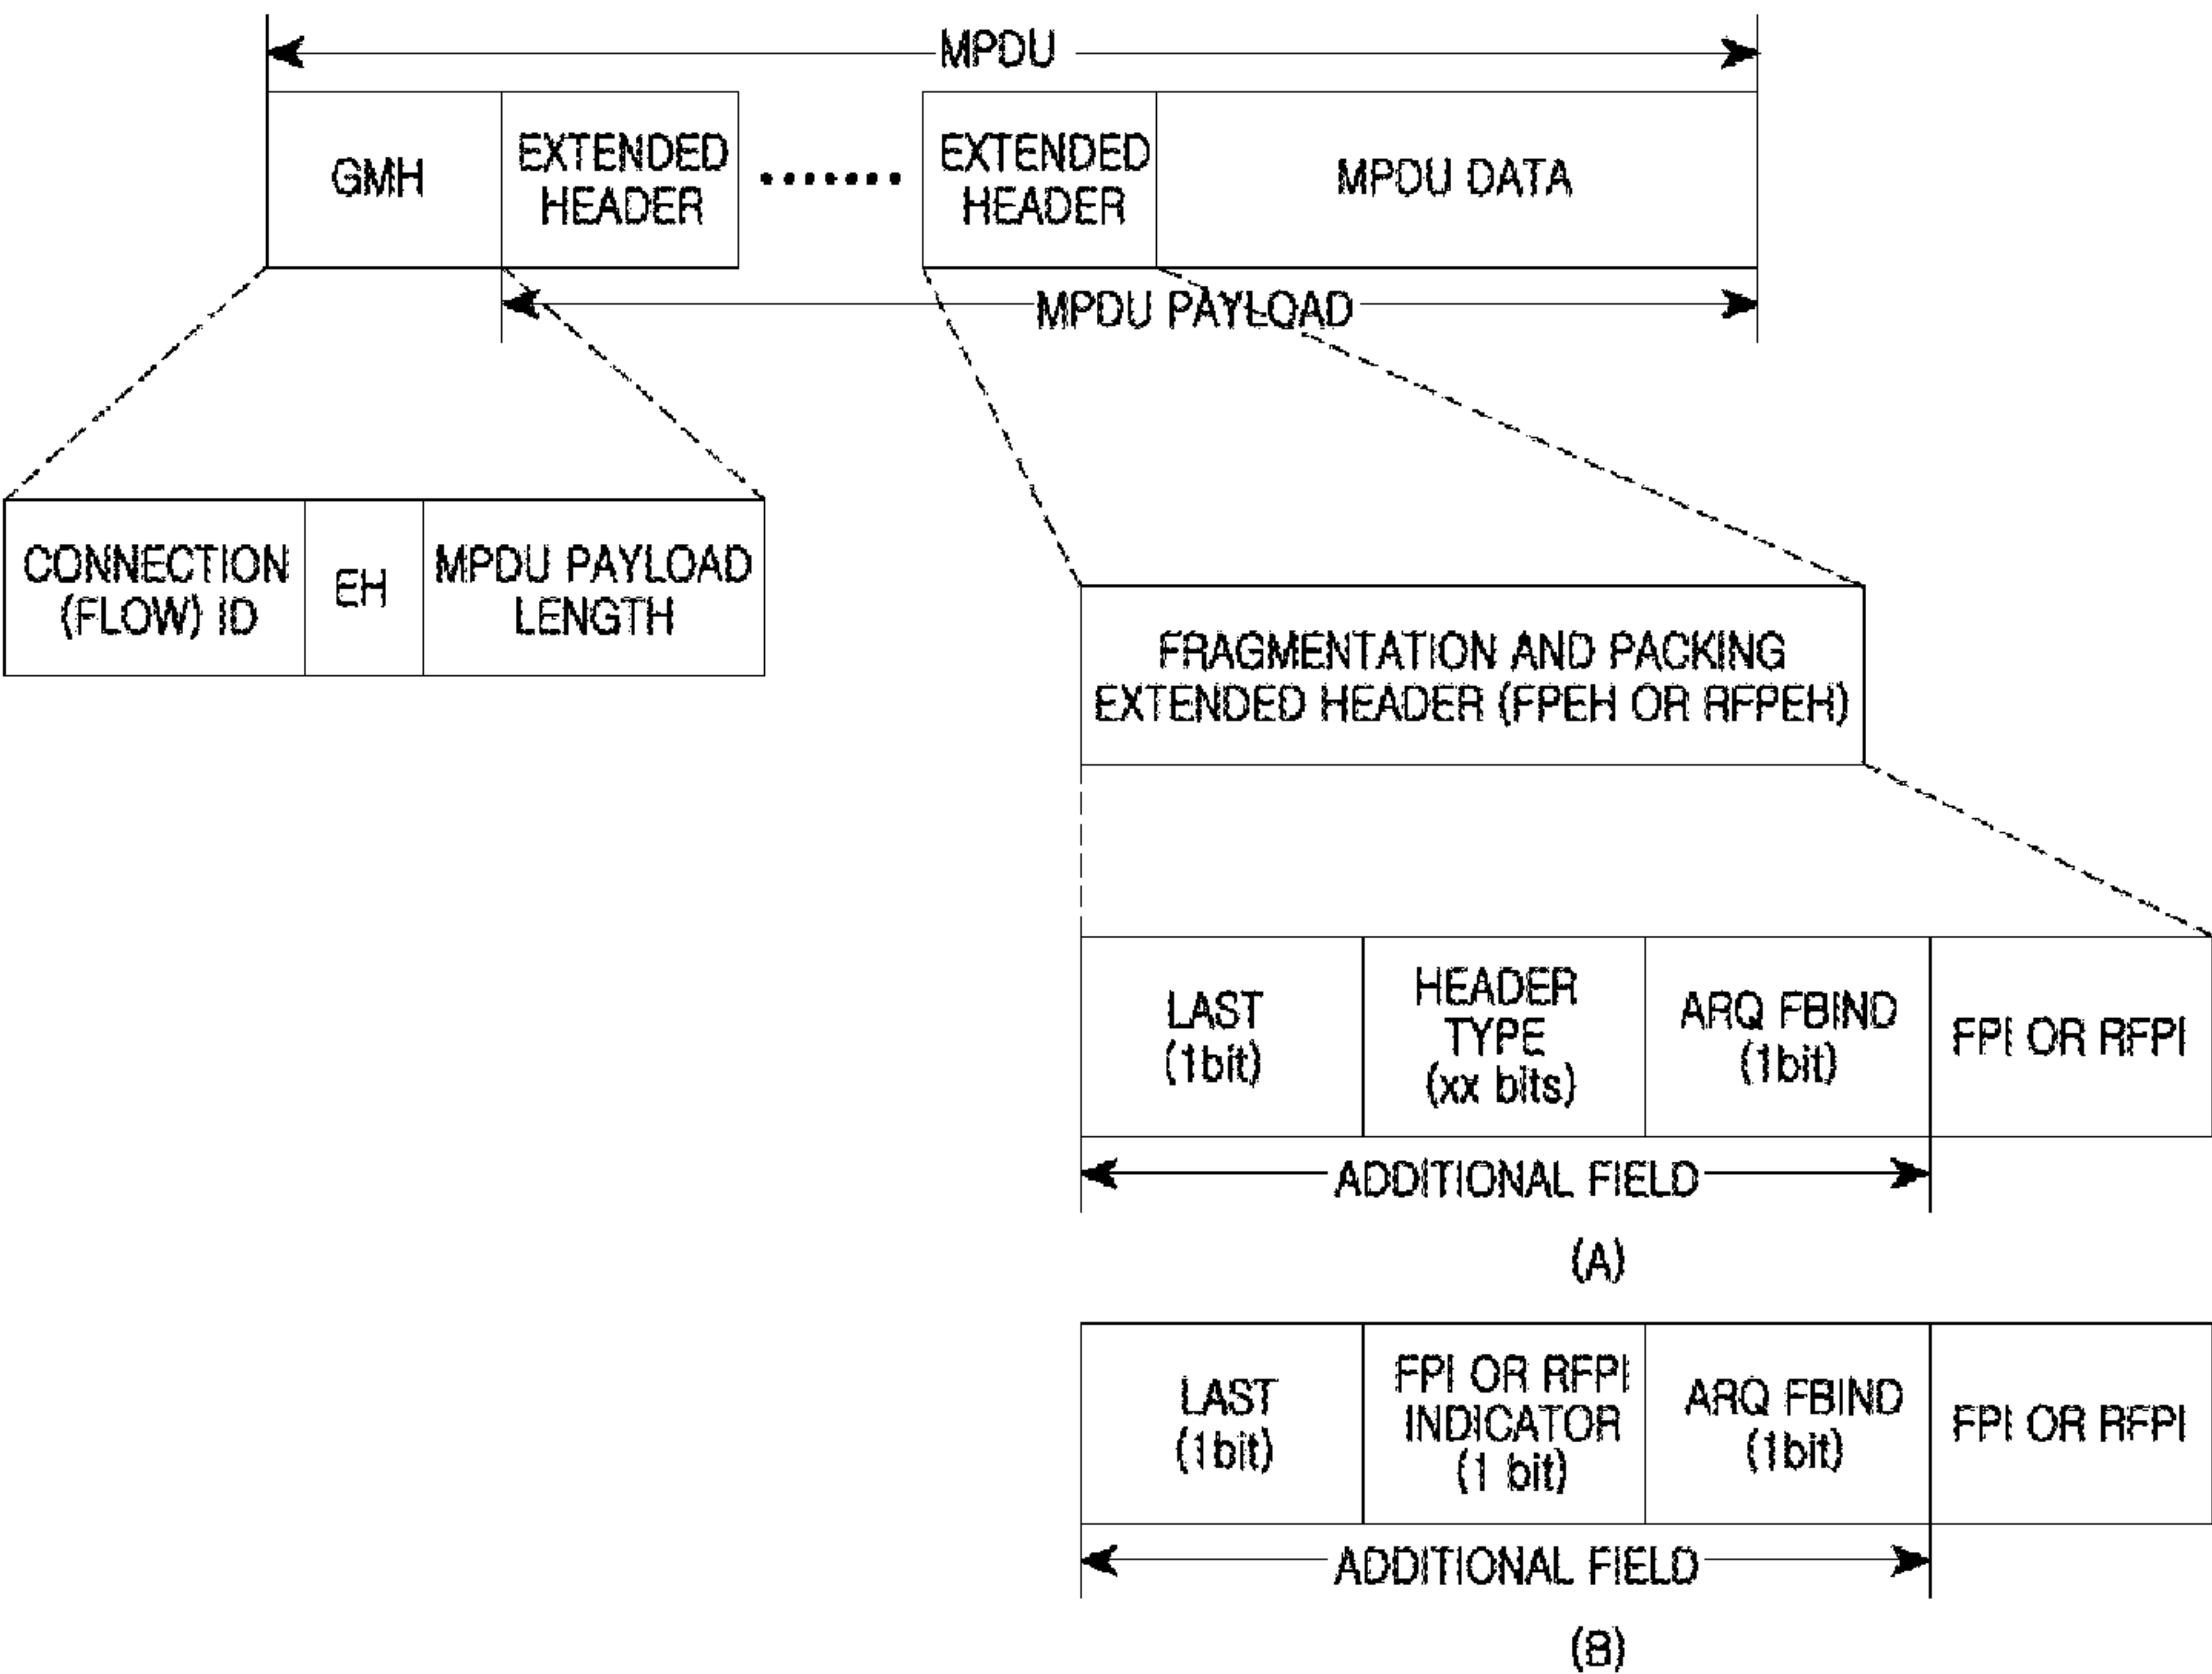 MPDU
GMH
EXTENDED
HEADER
EXTENDED
HEADER
MPDU DATA
MPDU PAYLOAD
CONNECTION
(FLOW) ID
EH
MPDU PAYLOAD
LENGTH
FRAGMENTATION AND PACKING
EXTENDED HEADER (FPEH OR RFPEH)
LAST
(1bit)
HEADER
TYPE
(xx bits)
ARQ FBIND
(1bit)
FPI OR RFPI
ADDITIONAL FIELD
(A)
LAST
(1bit)
FPI OR RFPI
INDICATOR
(1 bit)
ARQ FBIND
(1bit)
FPI OR RFPI
ADDITIONAL FIELD
(B)